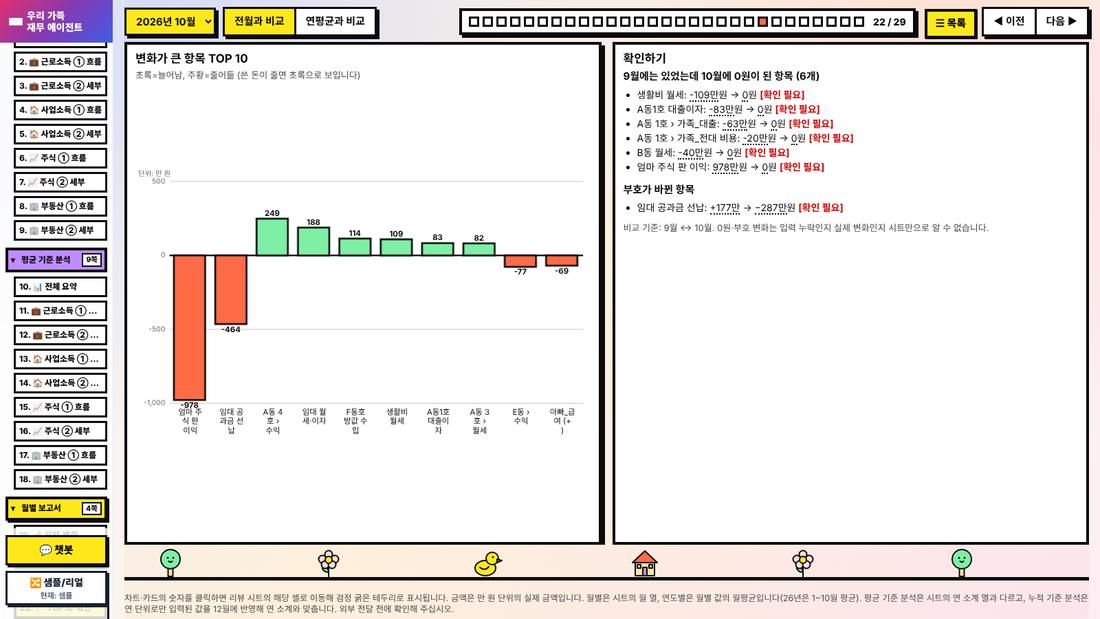 우리 가족
재무 에이전트
2. 💼 근로소득 ① 흐름
3. 💼 근로소득 ② 세부
4. 🏠 사업소득 ① 흐름
5. 🏠 사업소득 ② 세부
6. 📈 주식 ① 흐름
7. 📈 주식 ② 세부
8. 🏢 부동산 ① 흐름
9. 🏢 부동산 ② 세부
▼ 평균 기준 분석 9쪽
10. 📊 전체 요약
11. 💼 근로소득 ① ...
12. 💼 근로소득 ② ...
13. 🏠 사업소득 ① ...
14. 🏠 사업소득 ② ...
15. 📈 주식 ① 흐름
16. 📈 주식 ② 세부
17. 🏢 부동산 ① 흐름
18. 🏢 부동산 ② 세부
▼ 월별 보고서 4쪽
💬 챗봇
🔀 샘플/리얼
현재: 샘플
2026년 10월
전월과 비교 연평균과 비교
22 / 29
☰ 목록
◀ 이전 다음 ▶
변화가 큰 항목 TOP 10
초록=늘어남, 주황=줄어듦 (쓴 돈이 줄면 초록으로 보입니다)
단위: 만 원
500
0
-500
-1,000
-978
-464
249
188
114
109
83
82
-77
-69
엄마 주
식 판
이익
임대 공
과금 선
납
A동 4
호 ›
수익
임대 월
세·이자
F동호
방값 수
입
생활비
월세
A동1호
대출이
자
A동 3
호 ›
월세
E동 ›
수익
아빠_급
여 (+
)
확인하기
9월에는 있었는데 10월에 0원이 된 항목 (6개)
• 생활비 월세: -109만원 → 0원 [확인 필요]
• A동1호 대출이자: -83만원 → 0원 [확인 필요]
• A동 1호 › 가족_대출: -63만원 → 0원 [확인 필요]
• A동 1호 › 가족_전대 비용: -20만원 → 0원 [확인 필요]
• B동 월세: -40만원 → 0원 [확인 필요]
• 엄마 주식 판 이익: 978만원 → 0원 [확인 필요]
부호가 바뀐 항목
• 임대 공과금 선납: +177만 → −287만원 [확인 필요]
비교 기준: 9월 ↔ 10월. 0원·부호 변화는 입력 누락인지 실제 변화인지 시트만으로 알 수 없습니다.
차트·카드의 숫자를 클릭하면 리뷰 시트의 해당 셀로 이동해 검정 굵은 테두리로 표시됩니다. 금액은 만 원 단위의 실제 금액입니다. 월별은 시트의 월 열, 연도별은 월별 값의 월평균입니다(26년은 1~10월 평균). 평균 기준 분석은 시트의 연 소계 열과 다르고, 누적 기준 분석은
연 단위로만 입력된 값을 12월에 반영해 연 소계와 맞춥니다. 외부 전달 전에 확인해 주십시오.